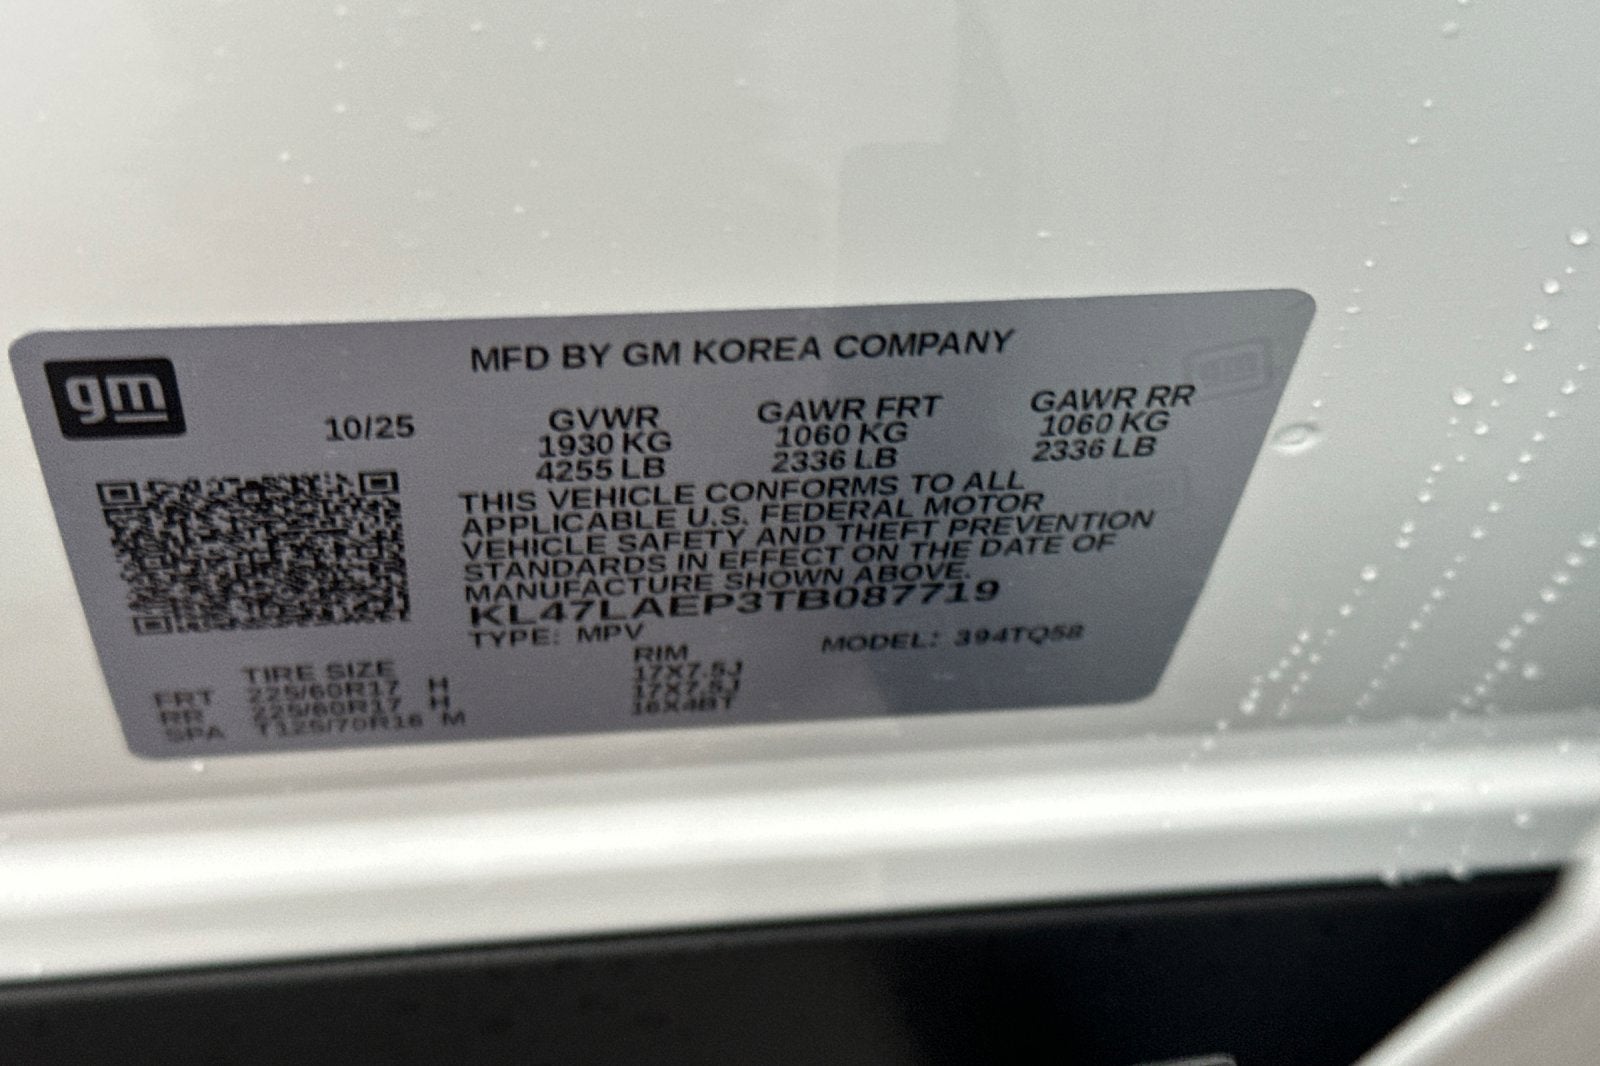 gm
MFD BY GM KOREA COMPANY
10/25
GVWR GAWR FRT GAWR RR
1930 KG 1060 KG 1060 KG
4255 LB 2336 LB 2336 LB
THIS VEHICLE CONFORMS TO ALL
APPLICABLE U.S. FEDERAL MOTOR
VEHICLE SAFETY AND THEFT PREVENTION
STANDARDS IN EFFECT ON THE DATE OF
MANUFACTURE SHOWN ABOVE.
KL47LAEP3TB087719
TYPE: MPV MODEL: 394TQ58
TIRE SIZE RIM
FRT 225/60R17 H 17X7.5J
RR 225/60R17 H 17X7.5J
SPA T125/70R16 M 16X4BT